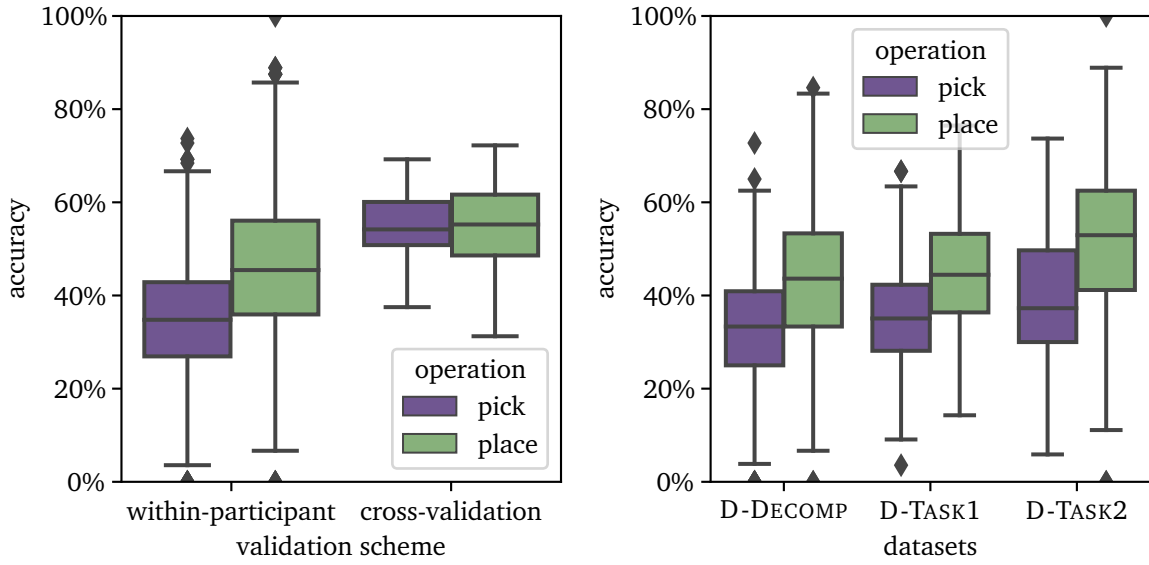 100%
80%
60%
40%
20%
0%
accuracy
operation
pick
place
within-participant
cross-validation
validation scheme
100%
80%
60%
40%
20%
0%
accuracy
operation
pick
place
D-DECOMP
D-TASK1
D-TASK2
datasets